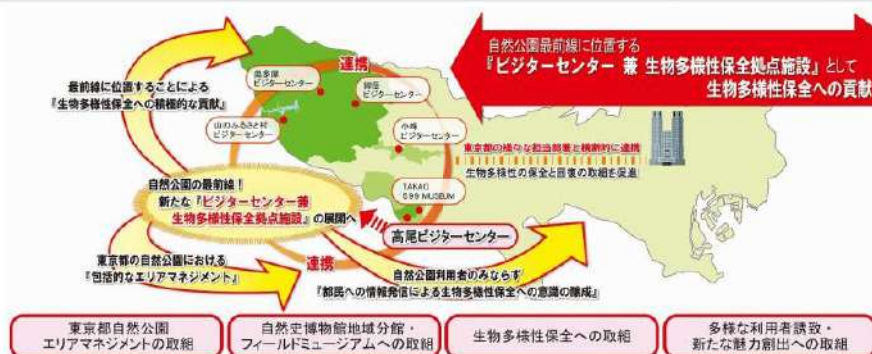 自然公園最前線に位置する
『ビジターセンター 兼 生物多様性保全拠点施設』として
生物多様性保全への貢献
連携
奥多摩
ビジターセンター
御岳
ビジターセンター
最前線に位置することによる
『生物多様性保全への積極的な貢献』
山のふるさと村
ビジターセンター
小峰
ビジターセンター
東京都の様々な担当部署と横断的に連携
生物多様性の保全と回復の取組を促進
自然公園の最前線!
新たな『ビジターセンター兼
生物多様性保全拠点施設』の展開へ
TAKAO
599 MUSEUM
高尾ビジターセンター
東京都の自然公園における
『包括的なエリアマネジメント』
連携
自然公園利用者のみならず
『都民への情報発信による生物多様性保全への意識の醸成』
東京都自然公園
エリアマネジメントの取組
自然史博物館地域分館・
フィールドミュージアムへの取組
生物多様性保全への取組
多様な利用者誘致・
新たな魅力創出への取組